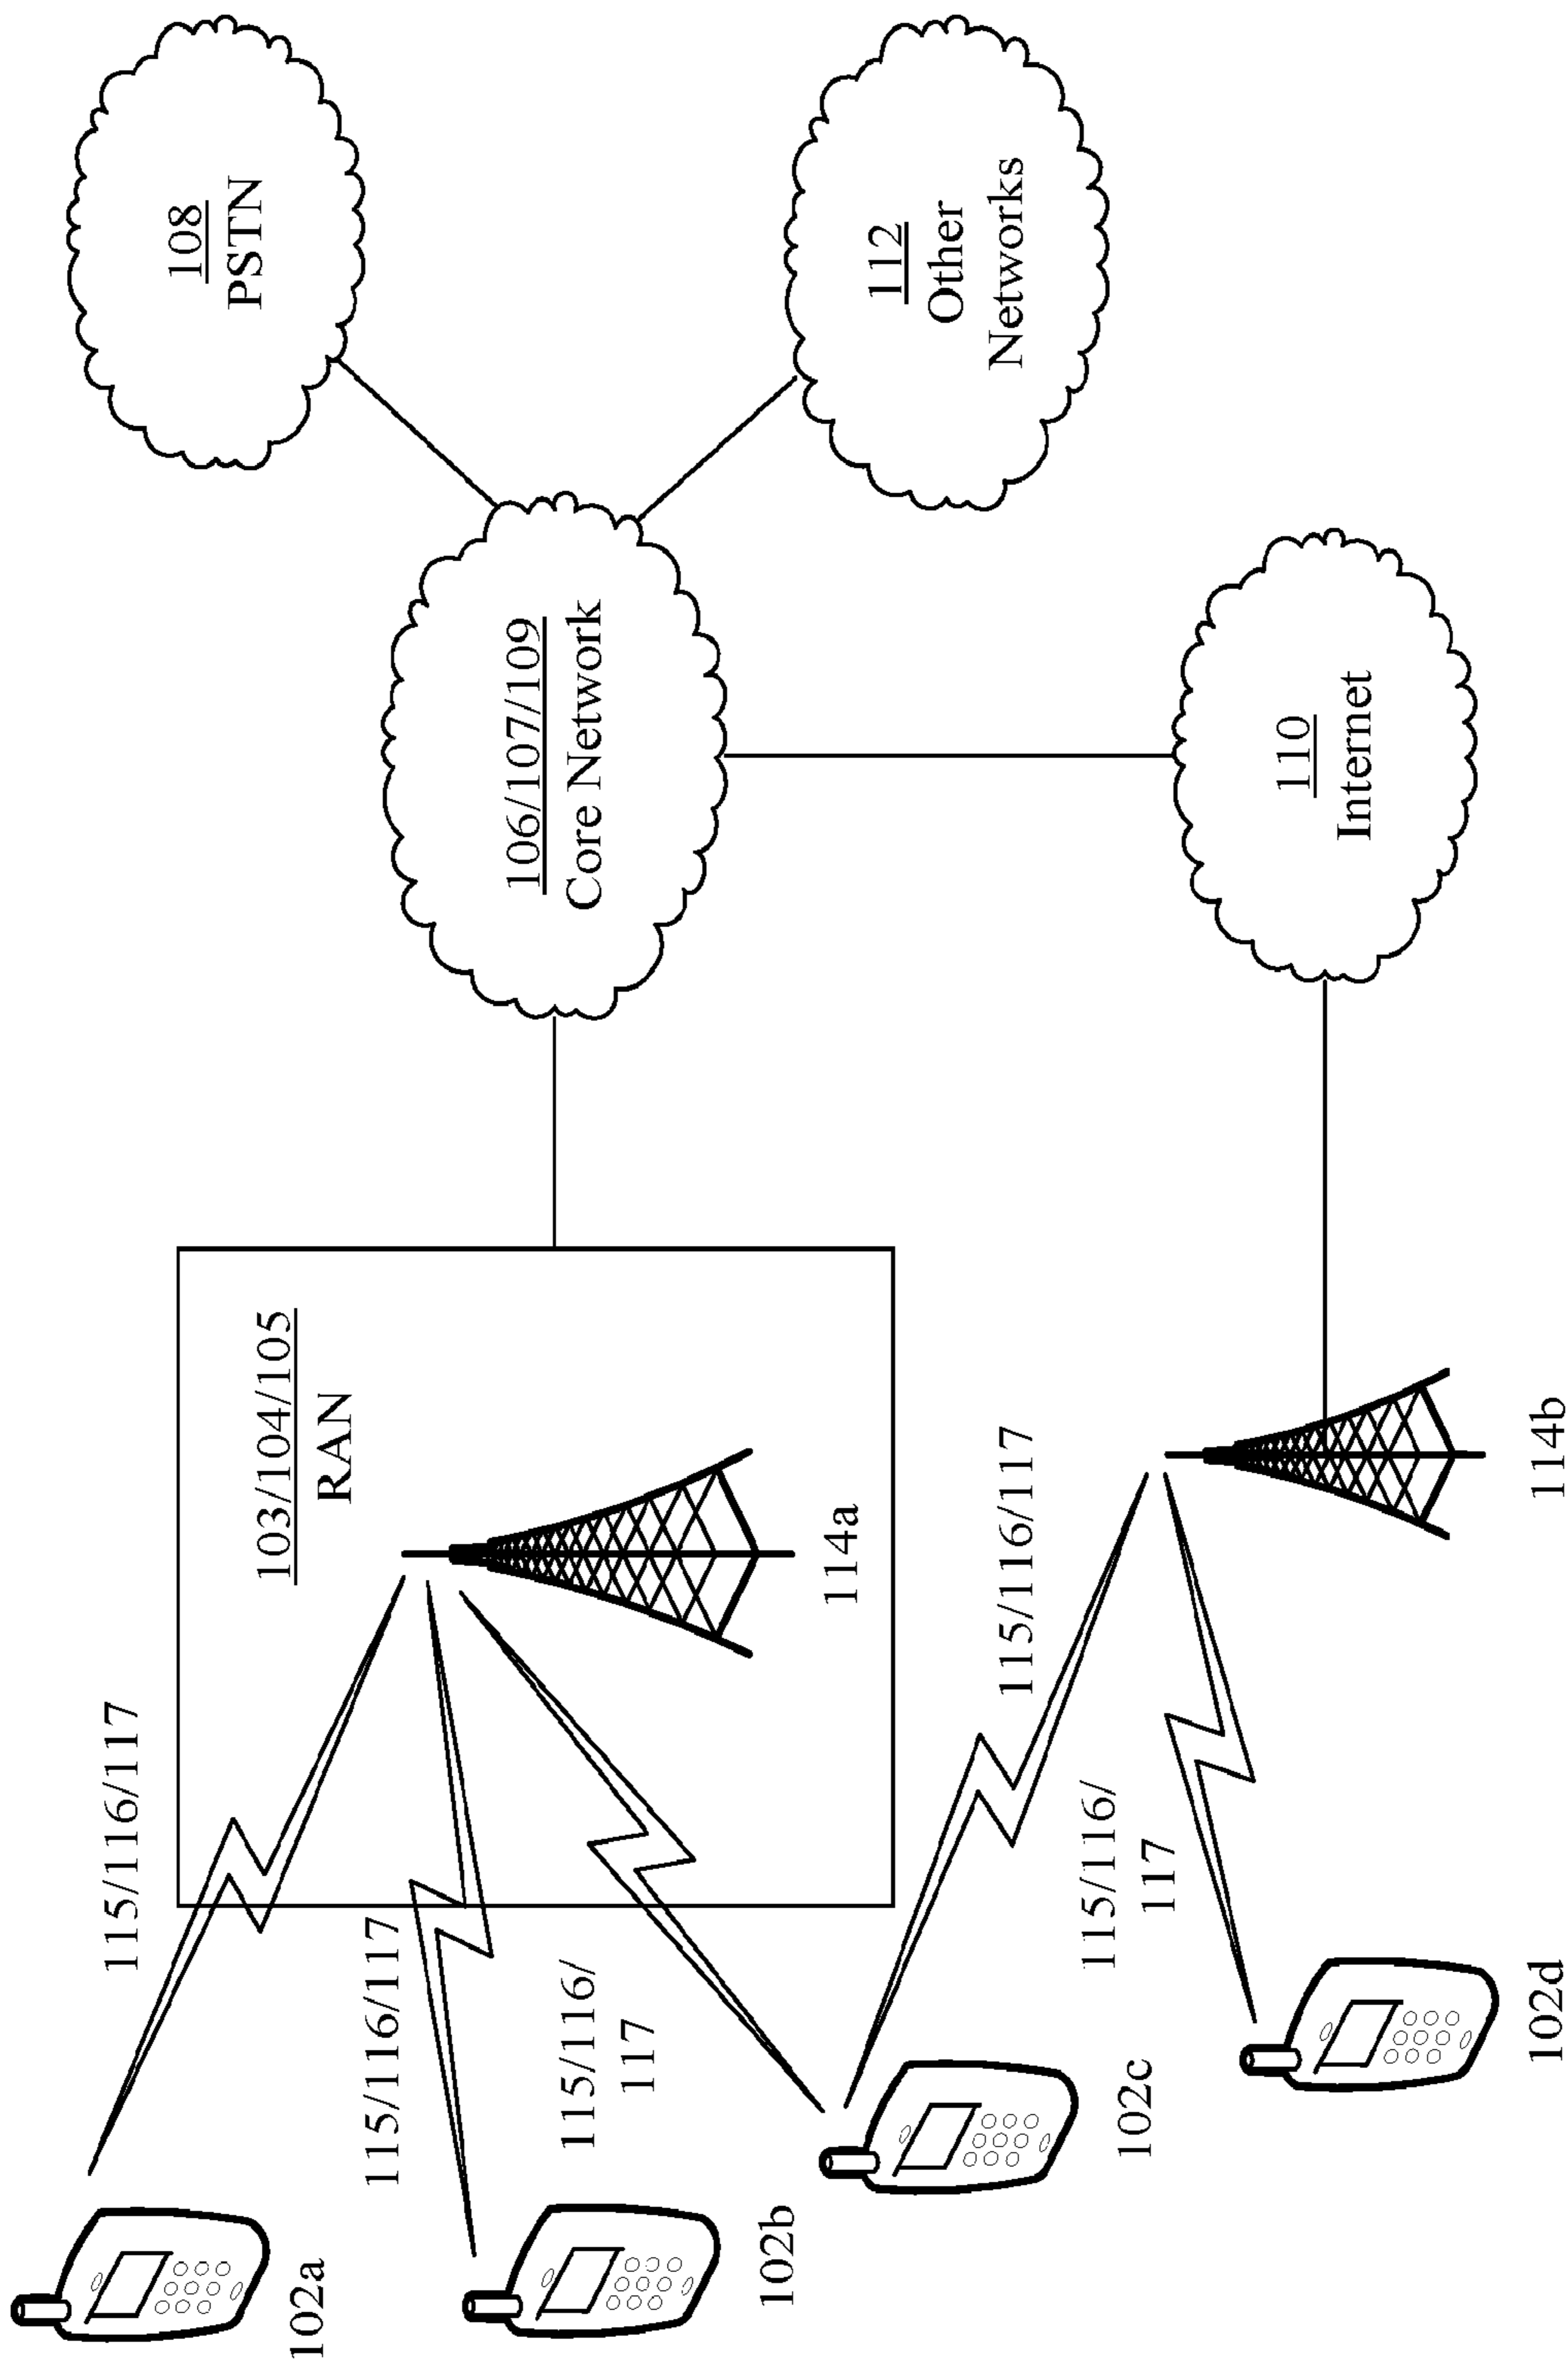 102a
115/116/117
103/104/105
RAN
108
PSTN
102b
115/116/117
115/116/
117
114a
106/107/109
Core Network
112
Other
Networks
102c
115/116/117
115/116/
117
102d
114b
110
Internet